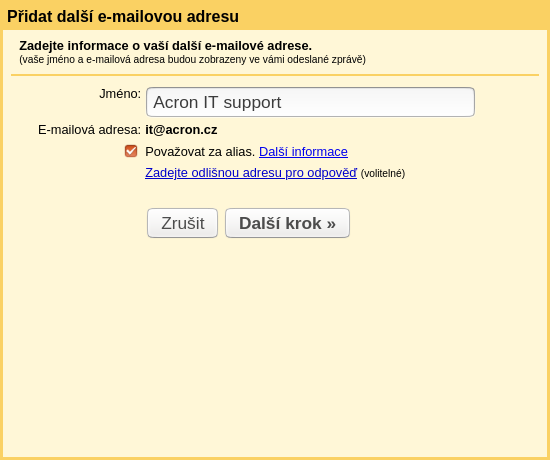 Přidat další e-mailovou adresu
Zadejte informace o vaší další e-mailové adrese.
(vaše jméno a e-mailová adresa budou zobrazeny ve vámi odeslané zprávě)
Jméno: Acron IT support
E-mailová adresa: it@acron.cz
Považovat za alias. Další informace
Zadejte odlišnou adresu pro odpověď (volitelné)
Zrušit Další krok »